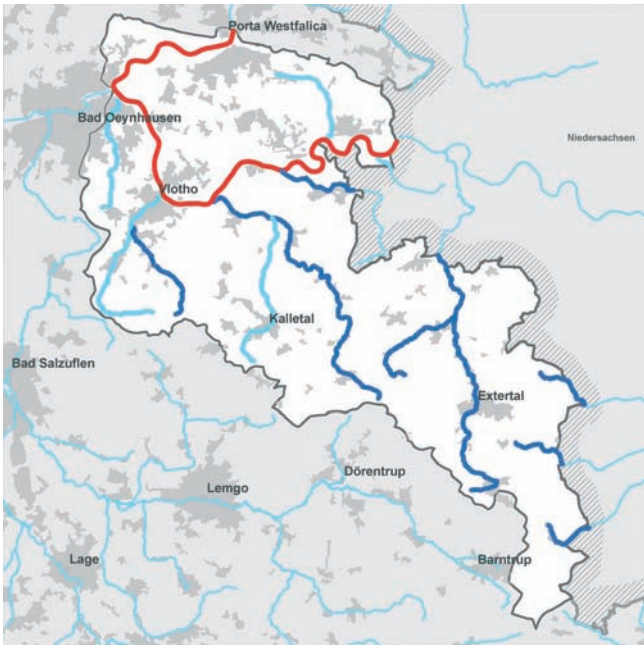 Porta Westfalica
Bad Oeynhausen
Niedersachsen
Vlotho
Kalletal
Bad Salzuflen
Extertal
Dörentrup
Lemgo
Lage
Barntrup